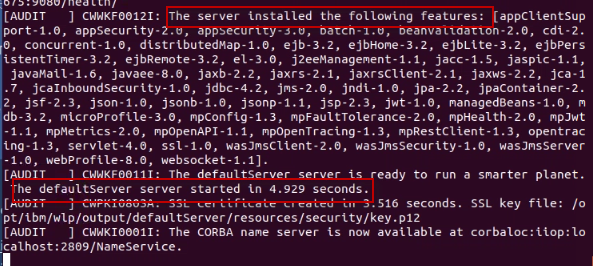 675:9080/health/
[AUDIT   ] CWWKF0012I: The server installed the following features: [appClientSup
port-1.0, appSecurity-2.0, appSecurity-3.0, batch-1.0, beanValidation-2.0, cdi-2.
0, concurrent-1.0, distributedMap-1.0, ejb-3.2, ejbHome-3.2, ejbLite-3.2, ejbPers
istentTimer-3.2, ejbRemote-3.2, el-3.0, j2eeManagement-1.1, jacc-1.5, jaspic-1.1,
 javaMail-1.6, javaee-8.0, jaxb-2.2, jaxrs-2.1, jaxrsClient-2.1, jaxws-2.2, jca-1
.7, jcaInboundSecurity-1.0, jdbc-4.2, jms-2.0, jndi-1.0, jpa-2.2, jpaContainer-2.
2, jsf-2.3, json-1.0, jsonb-1.0, jsonp-1.1, jsp-2.3, jwt-1.0, managedBeans-1.0, m
db-3.2, microProfile-3.0, mpConfig-1.3, mpFaultTolerance-2.0, mpHealth-2.0, mpJwt
-1.1, mpMetrics-2.0, mpOpenAPI-1.1, mpOpenTracing-1.3, mpRestClient-1.3, opentrac
ing-1.3, servlet-4.0, ssl-1.0, wasJmsClient-2.0, wasJmsSecurity-1.0, wasJmsServer
-1.0, webProfile-8.0, websocket-1.1].
[AUDIT   ] CWWKF0011I: The defaultServer server is ready to run a smarter planet.
 The defaultServer server started in 4.929 seconds.
[AUDIT   ] CWPKI0803A: SSL certificate created in 3.516 seconds. SSL key file: /o
pt/ibm/wlp/output/defaultServer/resources/security/key.p12
[AUDIT   ] CWWKI0001I: The CORBA name server is now available at corbaloc:iiop:lo
calhost:2809/NameService.